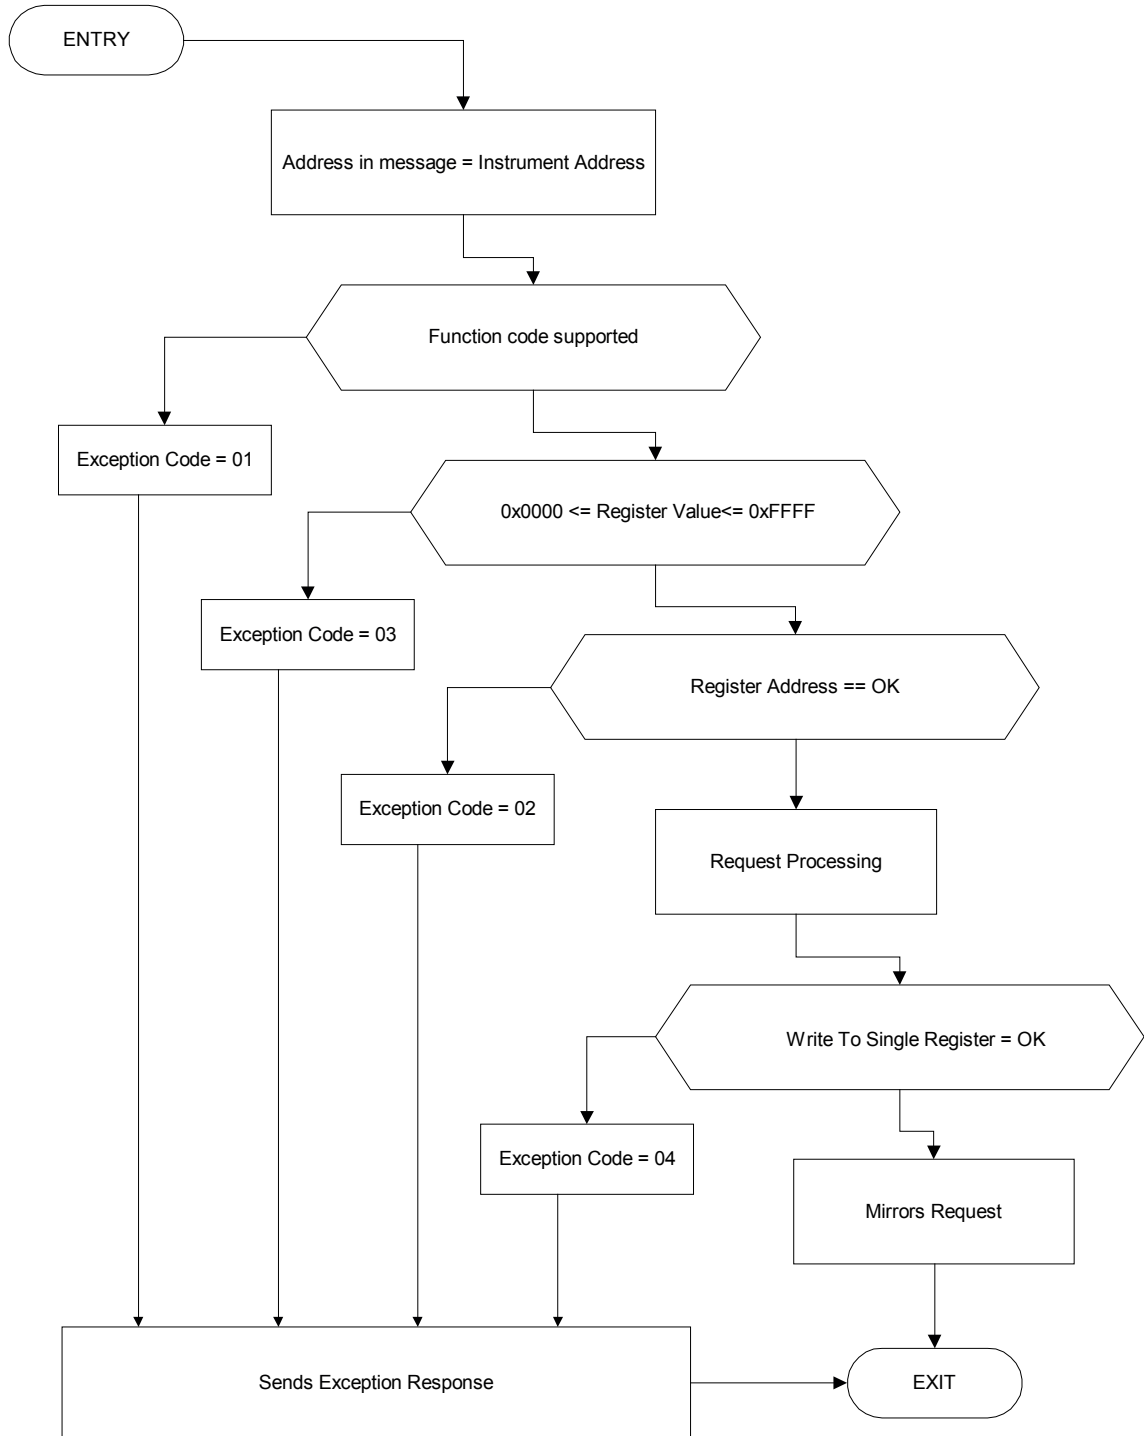 ENTRY
Address in message = Instrument Address
Function code supported
Exception Code = 01
0x0000 <= Register Value<= 0xFFFF
Exception Code = 03
Register Address == OK
Exception Code = 02
Request Processing
Write To Single Register = OK
Exception Code = 04
Mirrors Request
Sends Exception Response
EXIT